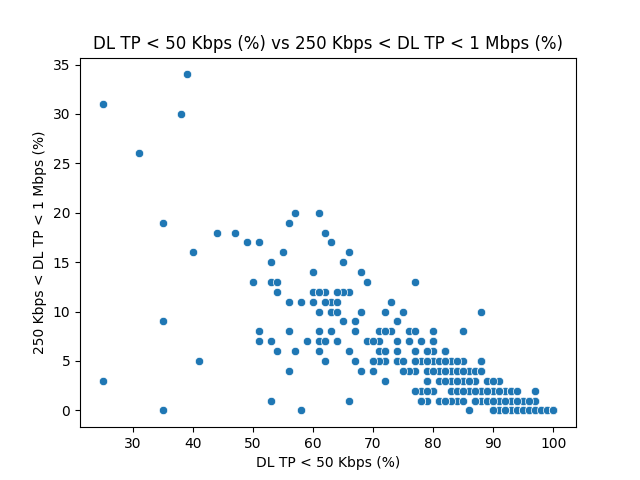 DL TP < 50 Kbps (%) vs 250 Kbps < DL TP < 1 Mbps (%)
250 Kbps < DL TP < 1 Mbps (%)
35
30
25
20
15
10
5
0
30 40 50 60 70 80 90 100
DL TP < 50 Kbps (%)